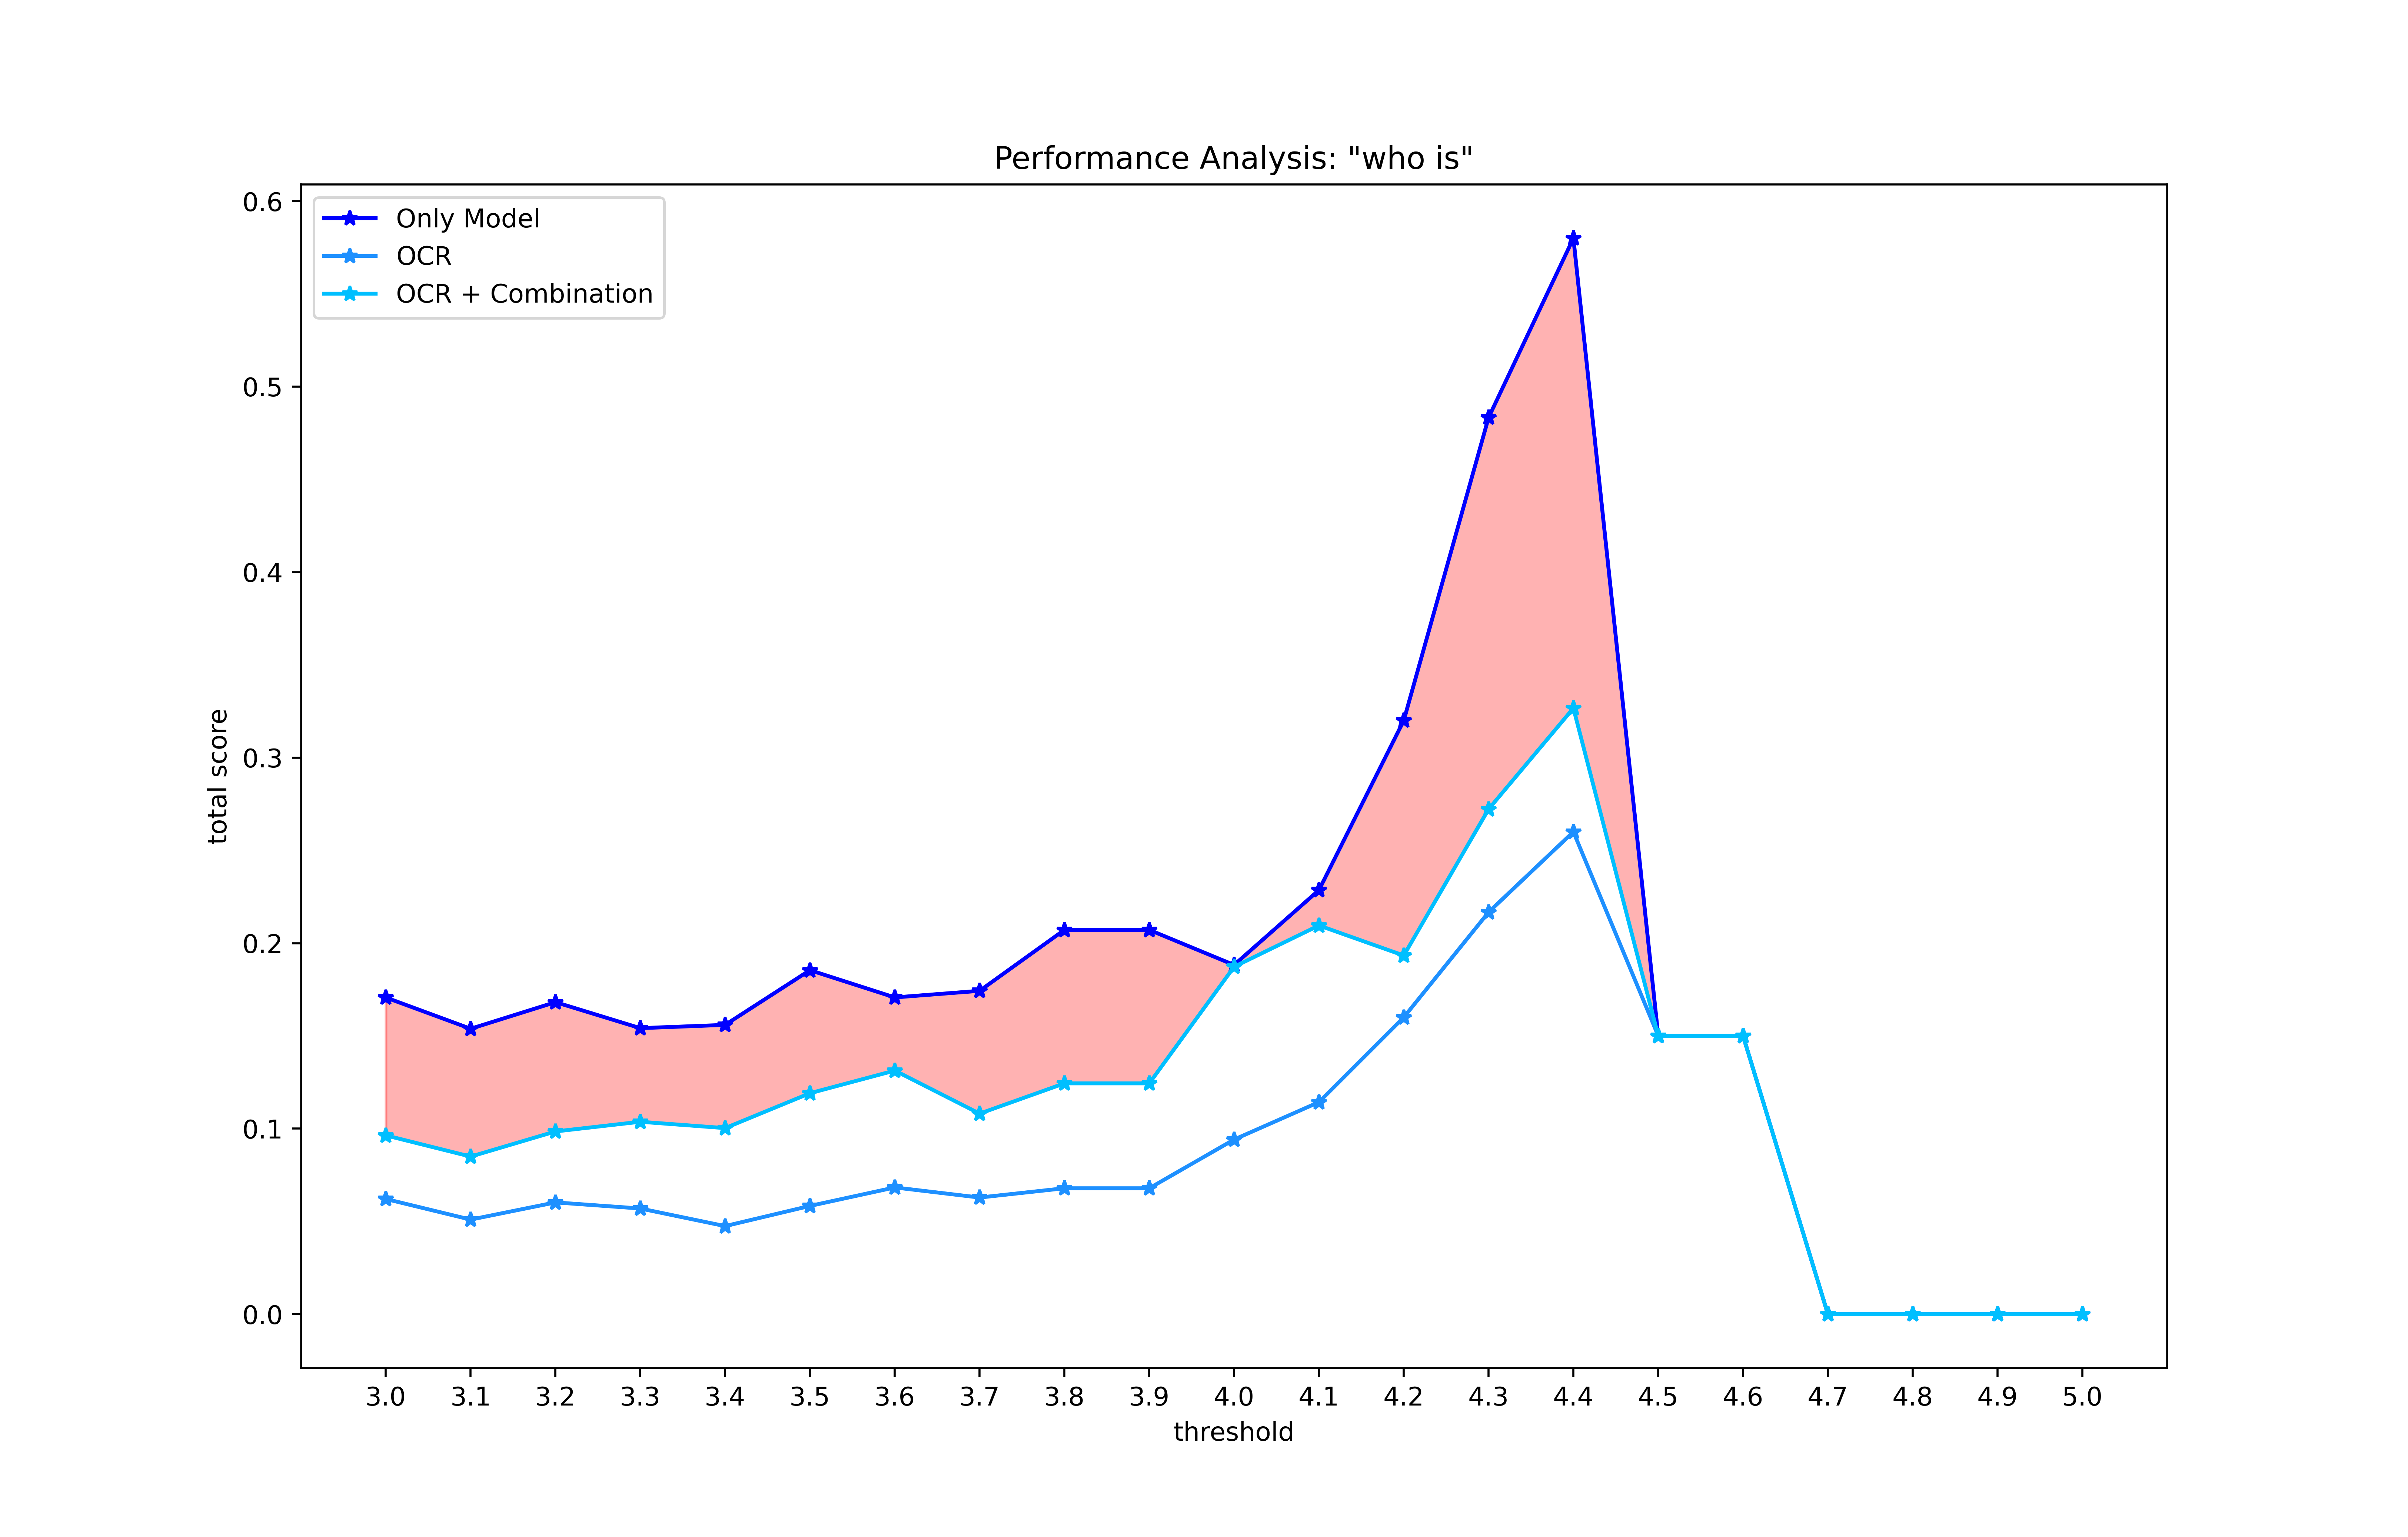 Performance Analysis: "who is"
Only Model
OCR
OCR + Combination
0.6
0.5
0.4
0.3
0.2
0.1
0.0
total score
3.0 3.1 3.2 3.3 3.4 3.5 3.6 3.7 3.8 3.9 4.0 4.1 4.2 4.3 4.4 4.5 4.6 4.7 4.8 4.9 5.0
threshold